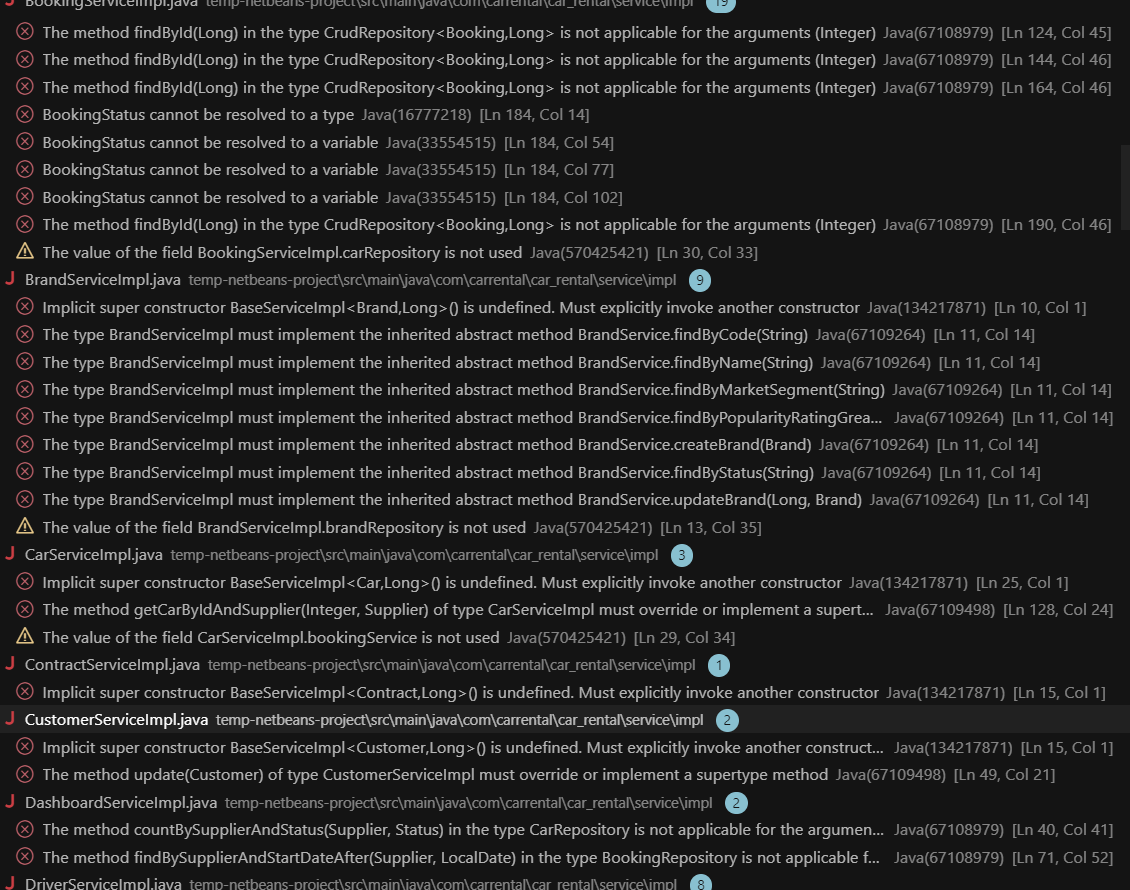 BookingServiceImpl.java temp-netbeans-project\src\main\java\com\carrental\car_rental\service\impl 19
The method findById(Long) in the type CrudRepository<Booking,Long> is not applicable for the arguments (Integer) Java(67108979) [Ln 124, Col 45]
The method findById(Long) in the type CrudRepository<Booking,Long> is not applicable for the arguments (Integer) Java(67108979) [Ln 144, Col 46]
The method findById(Long) in the type CrudRepository<Booking,Long> is not applicable for the arguments (Integer) Java(67108979) [Ln 164, Col 46]
BookingStatus cannot be resolved to a type Java(16777218) [Ln 184, Col 14]
BookingStatus cannot be resolved to a variable Java(33554515) [Ln 184, Col 54]
BookingStatus cannot be resolved to a variable Java(33554515) [Ln 184, Col 77]
BookingStatus cannot be resolved to a variable Java(33554515) [Ln 184, Col 102]
The method findById(Long) in the type CrudRepository<Booking,Long> is not applicable for the arguments (Integer) Java(67108979) [Ln 190, Col 46]
The value of the field BookingServiceImpl.carRepository is not used Java(570425421) [Ln 30, Col 33]
J BrandServiceImpl.java temp-netbeans-project\src\main\java\com\carrental\car_rental\service\impl 9
Implicit super constructor BaseServiceImpl<Brand,Long>() is undefined. Must explicitly invoke another constructor Java(134217871) [Ln 10, Col 1]
The type BrandServiceImpl must implement the inherited abstract method BrandService.findByCode(String) Java(67109264) [Ln 11, Col 14]
The type BrandServiceImpl must implement the inherited abstract method BrandService.findByName(String) Java(67109264) [Ln 11, Col 14]
The type BrandServiceImpl must implement the inherited abstract method BrandService.findByMarketSegment(String) Java(67109264) [Ln 11, Col 14]
The type BrandServiceImpl must implement the inherited abstract method BrandService.findByPopularityRatingGrea... Java(67109264) [Ln 11, Col 14]
The type BrandServiceImpl must implement the inherited abstract method BrandService.createBrand(Brand) Java(67109264) [Ln 11, Col 14]
The type BrandServiceImpl must implement the inherited abstract method BrandService.findByStatus(String) Java(67109264) [Ln 11, Col 14]
The type BrandServiceImpl must implement the inherited abstract method BrandService.updateBrand(Long, Brand) Java(67109264) [Ln 11, Col 14]
The value of the field BrandServiceImpl.brandRepository is not used Java(570425421) [Ln 13, Col 35]
J CarServiceImpl.java temp-netbeans-project\src\main\java\com\carrental\car_rental\service\impl 3
Implicit super constructor BaseServiceImpl<Car,Long>() is undefined. Must explicitly invoke another constructor Java(134217871) [Ln 25, Col 1]
The method getCarByIdAndSupplier(Integer, Supplier) of type CarServiceImpl must override or implement a supert... Java(67109498) [Ln 128, Col 24]
The value of the field CarServiceImpl.bookingService is not used Java(570425421) [Ln 29, Col 34]
J ContractServiceImpl.java temp-netbeans-project\src\main\java\com\carrental\car_rental\service\impl 1
Implicit super constructor BaseServiceImpl<Contract,Long>() is undefined. Must explicitly invoke another constructor Java(134217871) [Ln 15, Col 1]
J CustomerServiceImpl.java temp-netbeans-project\src\main\java\com\carrental\car_rental\service\impl 2
Implicit super constructor BaseServiceImpl<Customer,Long>() is undefined. Must explicitly invoke another construct... Java(134217871) [Ln 15, Col 1]
The method update(Customer) of type CustomerServiceImpl must override or implement a supertype method Java(67109498) [Ln 49, Col 21]
J DashboardServiceImpl.java temp-netbeans-project\src\main\java\com\carrental\car_rental\service\impl 2
The method countBySupplierAndStatus(Supplier, Status) in the type CarRepository is not applicable for the argumen... Java(67108979) [Ln 40, Col 41]
The method findBySupplierAndStartDateAfter(Supplier, LocalDate) in the type BookingRepository is not applicable f... Java(67108979) [Ln 71, Col 52]
J DriverServiceImpl.java temp-netbeans-project\src\main\java\com\carrental\car_rental\service\impl 8